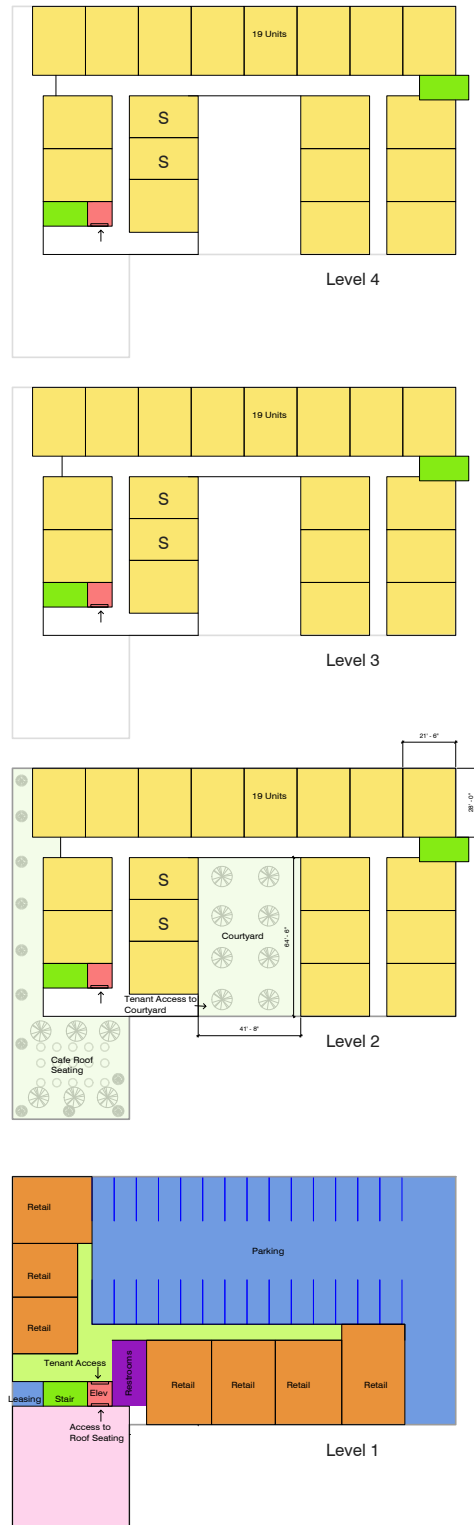 19 Units
S
S
Level 4
19 Units
S
S
Level 3
21' - 6"
28' - 0"
19 Units
S
S
Courtyard
64' - 6"
Tenant Access to
Courtyard
41' - 8"
Level 2
Cafe Roof
Seating
Retail
Parking
Retail
Retail
Tenant Access
Restrooms
Leasing
Stair
Elev
Retail
Retail
Retail
Retail
Access to
Roof Seating
Level 1